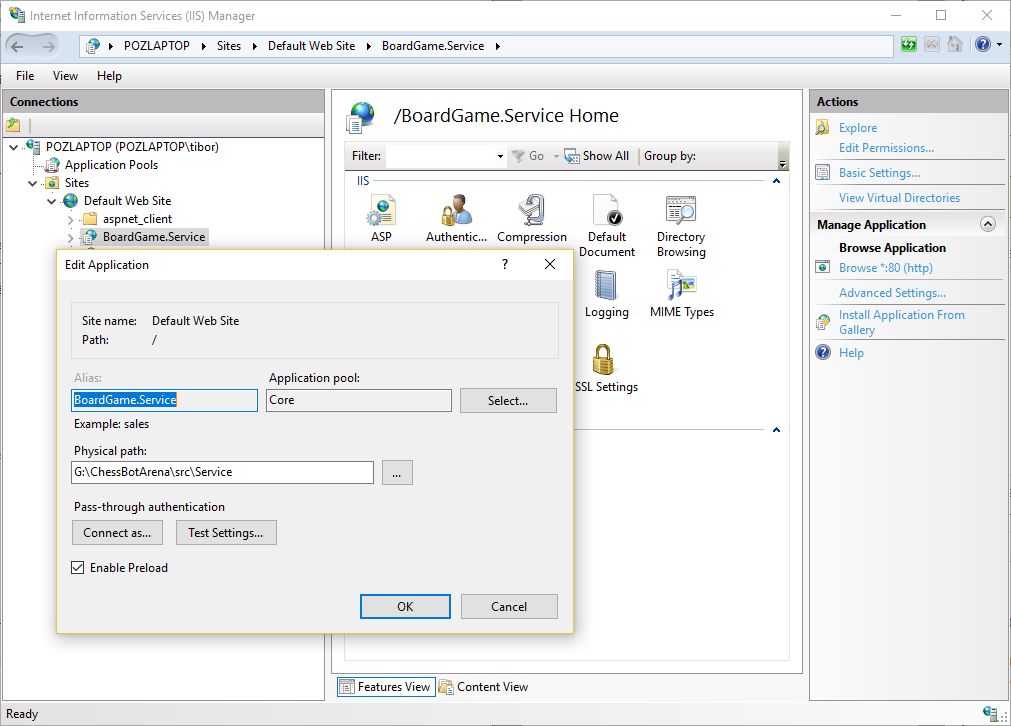 Internet Information Services (IIS) Manager
POZLAPTOP
Sites
Default Web Site
BoardGame.Service
File View Help
Connections
POZLAPTOP (POZLAPTOP\tibor)
Application Pools
Sites
Default Web Site
aspnet_client
BoardGame.Service
/BoardGame.Service Home
Filter:
Go
Show All
Group by:
IIS
ASP
Authentic...
Compression
Default
Document
Directory
Browsing
Logging
MIME Types
SSL Settings
Edit Application
?
Site name: Default Web Site
Path: /
Alias:
Application pool:
BoardGame.Service
Core
Select...
Example: sales
Physical path:
G:\ChessBotArena\src\Service
...
Pass-through authentication
Connect as...
Test Settings...
Enable Preload
OK
Cancel
Features View
Content View
Actions
Explore
Edit Permissions...
Basic Settings...
View Virtual Directories
Manage Application
Browse Application
Browse *:80 (http)
Advanced Settings...
Install Application From
Gallery
Help
Ready